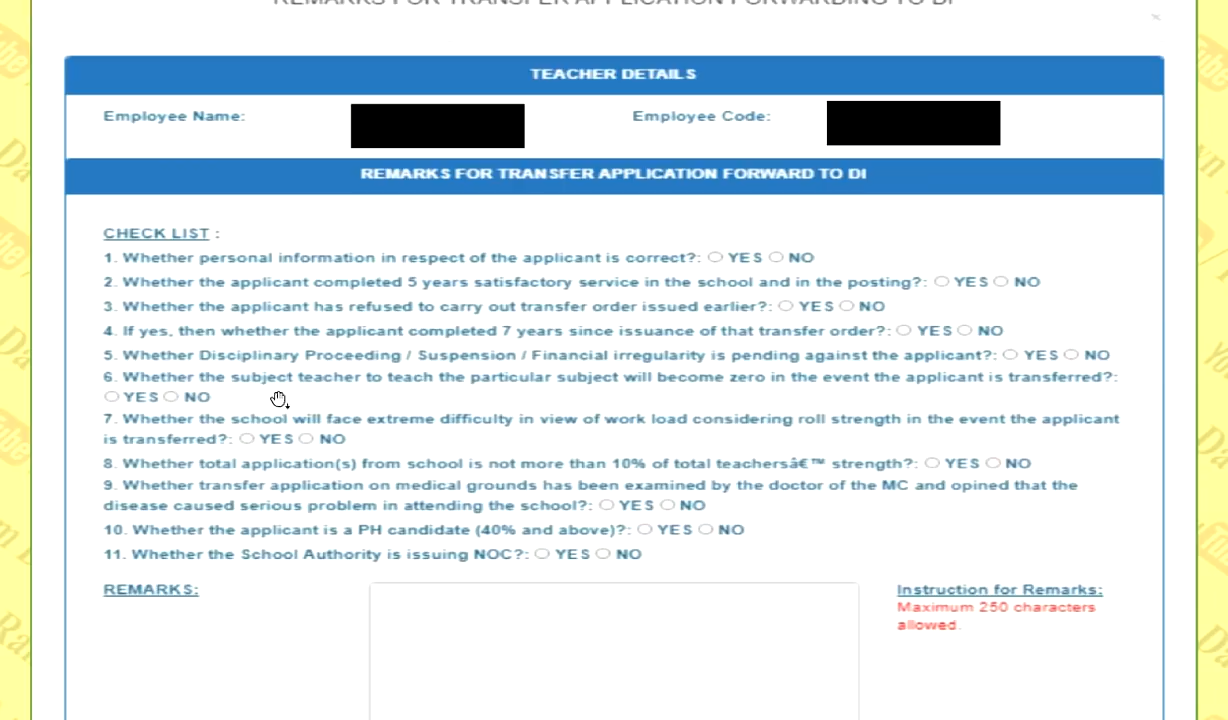 REMARKS FOR TRANSFER APPLICATION FORWARDING TO DI
×
TEACHER DETAILS
Employee Name: Employee Code:
REMARKS FOR TRANSFER APPLICATION FORWARD TO DI
CHECK LIST :
1. Whether personal information in respect of the applicant is correct?: YES NO
2. Whether the applicant completed 5 years satisfactory service in the school and in the posting?: YES NO
3. Whether the applicant has refused to carry out transfer order issued earlier?: YES NO
4. If yes, then whether the applicant completed 7 years since issuance of that transfer order?: YES NO
5. Whether Disciplinary Proceeding / Suspension / Financial irregularity is pending against the applicant?: YES NO
6. Whether the subject teacher to teach the particular subject will become zero in the event the applicant is transferred?:
YES NO
7. Whether the school will face extreme difficulty in view of work load considering roll strength in the event the applicant
is transferred?: YES NO
8. Whether total application(s) from school is not more than 10% of total teachersâ€™ strength?: YES NO
9. Whether transfer application on medical grounds has been examined by the doctor of the MC and opined that the
disease caused serious problem in attending the school?: YES NO
10. Whether the applicant is a PH candidate (40% and above)?: YES NO
11. Whether the School Authority is issuing NOC?: YES NO
REMARKS:
Instruction for Remarks:
Maximum 250 characters
allowed.